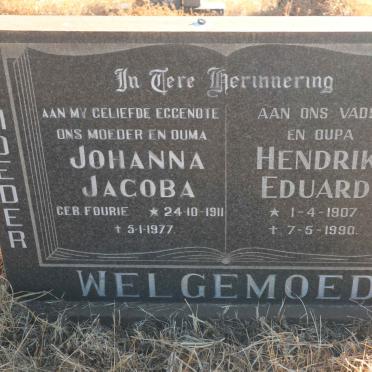 In Tere Herinnering
AAN MY GELIEFDE EGGENOTE
ONS MOEDER EN OUMA
JOHANNA
JACOBA
GEB. FOURIE ★ 24-10-1911
✝ 5-1-1977
AAN ONS VADE
EN OUPA
HENDRIK
EDUARD
★ 1-4-1907
✝ 7-5-1990.
MOEDER
WELGEMOED